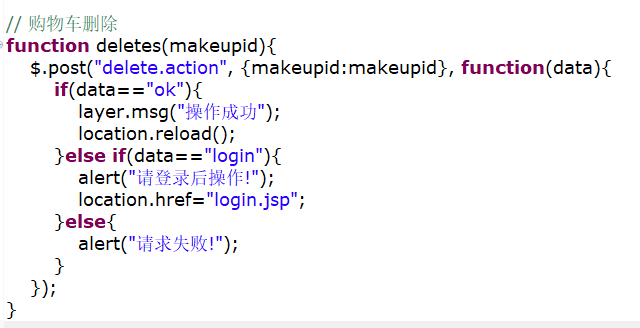 // 购物车删除
function deletes(makeupid){
    $.post("delete.action", {makeupid:makeupid}, function(data){
        if(data=="ok"){
            layer.msg("操作成功");
            location.reload();
        }else if(data=="login"){
            alert("请登录后操作!");
            location.href="login.jsp";
        }else{
            alert("请求失败!");
        }
    });
}